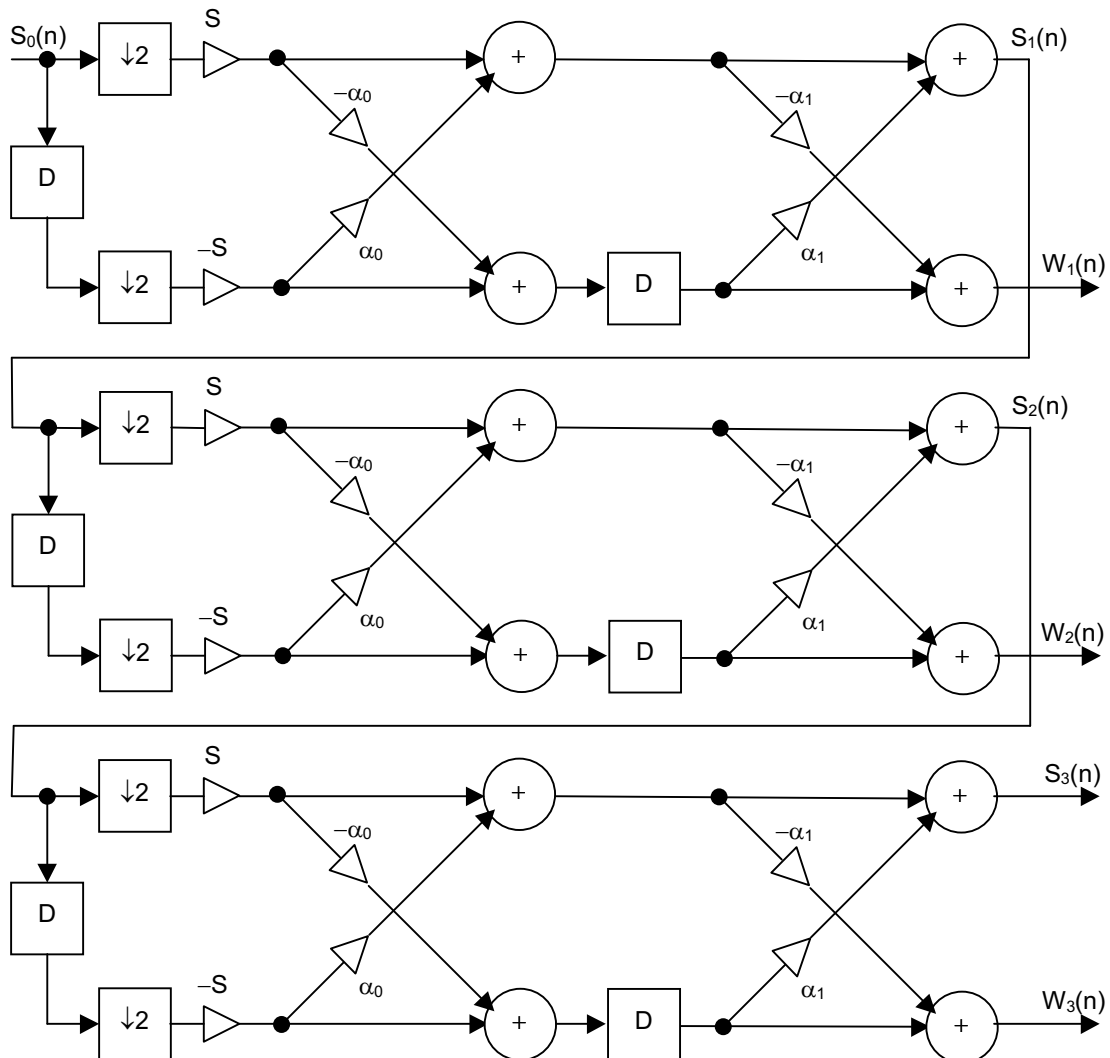 S
S₀(n) ↓2 + + S₁(n)
−α₀ −α₁
D
−S α₀ α₁ W₁(n)
↓2 + D +
S
↓2 + + S₂(n)
−α₀ −α₁
D
−S α₀ α₁ W₂(n)
↓2 + D +
S
↓2 + + S₃(n)
−α₀ −α₁
D
−S α₀ α₁ W₃(n)
↓2 + D +